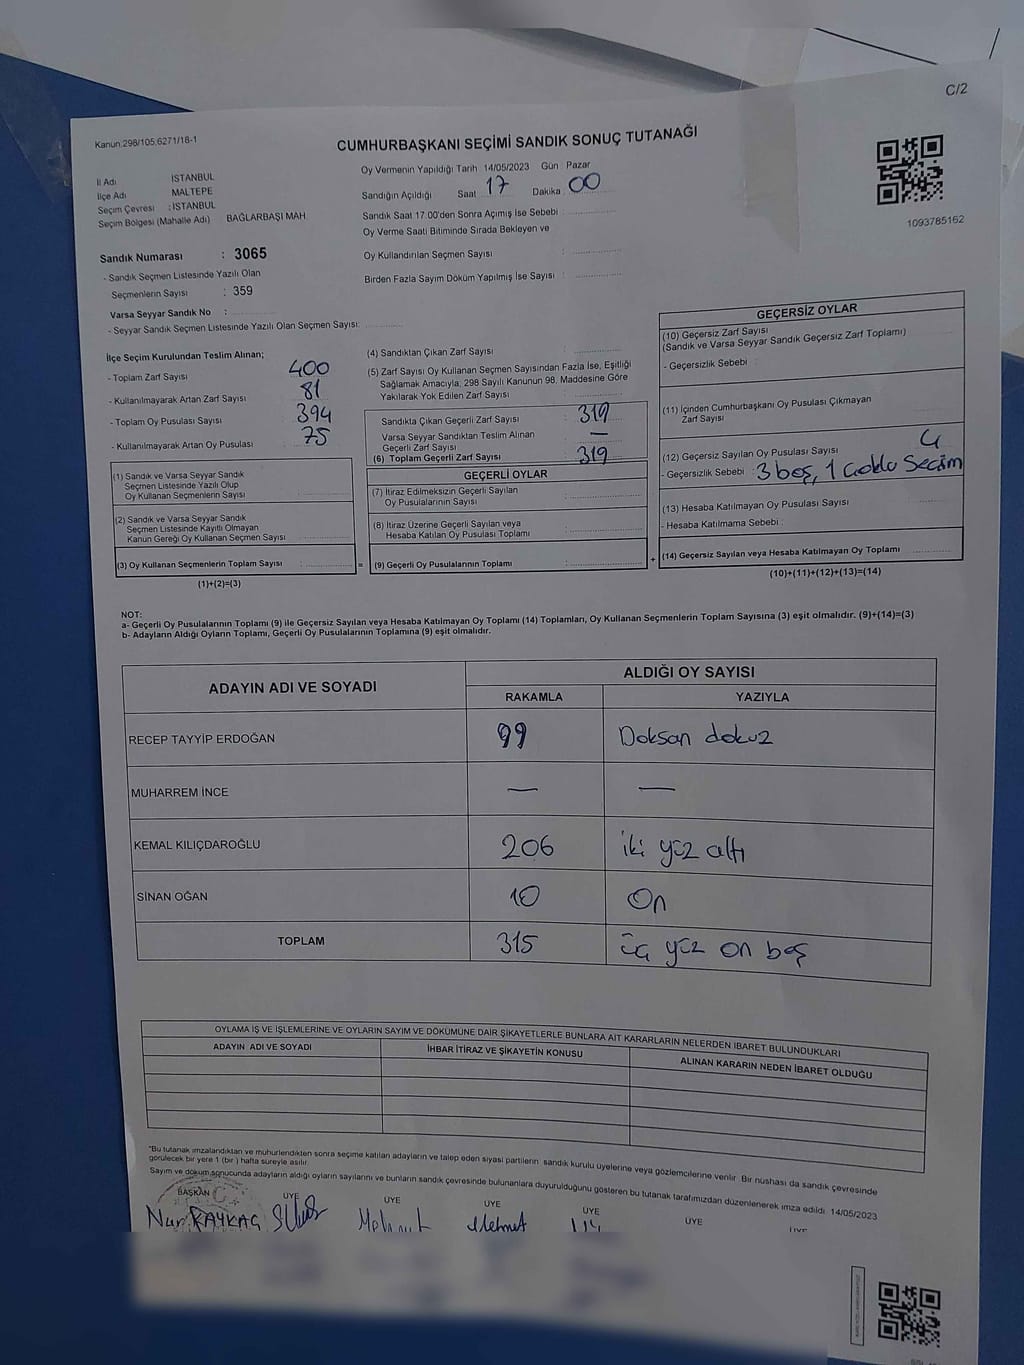 C/2
Kanun:298/105,6271/18-1
CUMHURBAŞKANI SEÇİMİ SANDIK SONUÇ TUTANAĞI
Oy Vermenin Yapıldığı Tarih 14/05/2023 Gün : Pazar
Sandığın Açıldığı Saat 17 Dakika 00
Sandık Saat 17.00'den Sonra Açımış İse Sebebi :
Oy Verme Saati Bitiminde Sırada Bekleyen ve
Oy Kullandırılan Seçmen Sayısı :
Birden Fazla Sayım Döküm Yapılmış İse Sayısı :
1093785162
İl Adı İSTANBUL
İlçe Adı MALTEPE
Seçim Çevresi : İSTANBUL
Seçim Bölgesi (Mahalle Adı) BAĞLARBAŞI MAH.
Sandık Numarası : 3065
- Sandık Seçmen Listesinde Yazılı Olan
Seçmenlerin Sayısı : 359
Varsa Seyyar Sandık No :
- Seyyar Sandık Seçmen Listesinde Yazılı Olan Seçmen Sayısı:
İlçe Seçim Kurulundan Teslim Alınan;
- Toplam Zarf Sayısı 400
- Kullanılmayarak Artan Zarf Sayısı 81
- Toplam Oy Pusulası Sayısı 394
- Kullanılmayarak Artan Oy Pusulası 75
(1) Sandık ve Varsa Seyyar Sandık
Seçmen Listesinde Yazılı Olup
Oy Kullanan Seçmenlerin Sayısı :
(2) Sandık ve Varsa Seyyar Sandık
Seçmen Listesinde Kayıtlı Olmayan
Kanun Gereği Oy Kullanan Seçmen Sayısı :
(3) Oy Kullanan Seçmenlerin Toplam Sayısı :
(1)+(2)=(3)
=
(4) Sandıktan Çıkan Zarf Sayısı :
(5) Zarf Sayısı Oy Kullanan Seçmen Sayısından Fazla İse, Eşitliği
Sağlamak Amacıyla, 298 Sayılı Kanunun 98. Maddesine Göre
Yakılarak Yok Edilen Zarf Sayısı :
Sandıkta Çıkan Geçerli Zarf Sayısı : 319
Varsa Seyyar Sandıktan Teslim Alınan
Geçerli Zarf Sayısı : —
(6) Toplam Geçerli Zarf Sayısı : 319
GEÇERLİ OYLAR
(7) İtiraz Edilmeksizin Geçerli Sayılan
Oy Pusulalarının Sayısı :
(8) İtiraz Üzerine Geçerli Sayılan veya
Hesaba Katılan Oy Pusulası Toplamı :
(9) Geçerli Oy Pusulalarının Toplamı :
+
GEÇERSİZ OYLAR
(10) Geçersiz Zarf Sayısı
(Sandık ve Varsa Seyyar Sandık Geçersiz Zarf Toplamı)
- Geçersizlik Sebebi :
(11) İçinden Cumhurbaşkanı Oy Pusulası Çıkmayan
Zarf Sayısı
(12) Geçersiz Sayılan Oy Pusulası Sayısı 4
- Geçersizlik Sebebi : 3 boş, 1 çoklu seçim
(13) Hesaba Katılmayan Oy Pusulası Sayısı
- Hesaba Katılmama Sebebi :
(14) Geçersiz Sayılan veya Hesaba Katılmayan Oy Toplamı
(10)+(11)+(12)+(13)=(14)
NOT:
a- Geçerli Oy Pusulalarının Toplamı (9) ile Geçersiz Sayılan veya Hesaba Katılmayan Oy Toplamı (14) Toplamları, Oy Kullanan Seçmenlerin Toplam Sayısına (3) eşit olmalıdır. (9)+(14)=(3)
b- Adayların Aldığı Oyların Toplamı, Geçerli Oy Pusulalarının Toplamına (9) eşit olmalıdır.
ADAYIN ADI VE SOYADI
ALDIĞI OY SAYISI
RAKAMLA YAZIYLA
RECEP TAYYİP ERDOĞAN 99 Doksan dokuz
MUHARREM İNCE — —
KEMAL KILIÇDAROĞLU 206 iki yüz altı
SİNAN OĞAN 10 On
TOPLAM 315 üç yüz on beş
OYLAMA İŞ VE İŞLEMLERİNE VE OYLARIN SAYIM VE DÖKÜMÜNE DAİR ŞİKAYETLERLE BUNLARA AİT KARARLARIN NELERDEN İBARET BULUNDUKLARI
ADAYIN ADI VE SOYADI İHBAR İTİRAZ VE ŞİKAYETİN KONUSU ALINAN KARARIN NEDEN İBARET OLDUĞU
*Bu tutanak imzalandıktan ve mühürlendikten sonra seçime katılan adayların ve talep eden siyasi partilerin sandık kurulu üyelerine veya gözlemcilerine verilir. Bir nüshası da sandık çevresinde
görülecek bir yere 1 (bir ) hafta süreyle asılır.
Sayım ve döküm sonucunda adayların aldığı oyların sayılarını ve bunların sandık çevresinde bulunanlara duyurulduğunu gösteren bu tutanak tarafımızdan düzenlenerek imza edildi. 14/05/2023
BAŞKAN ÜYE ÜYE ÜYE ÜYE ÜYE ÜYE
Nur KAYKAÇ Mehmet